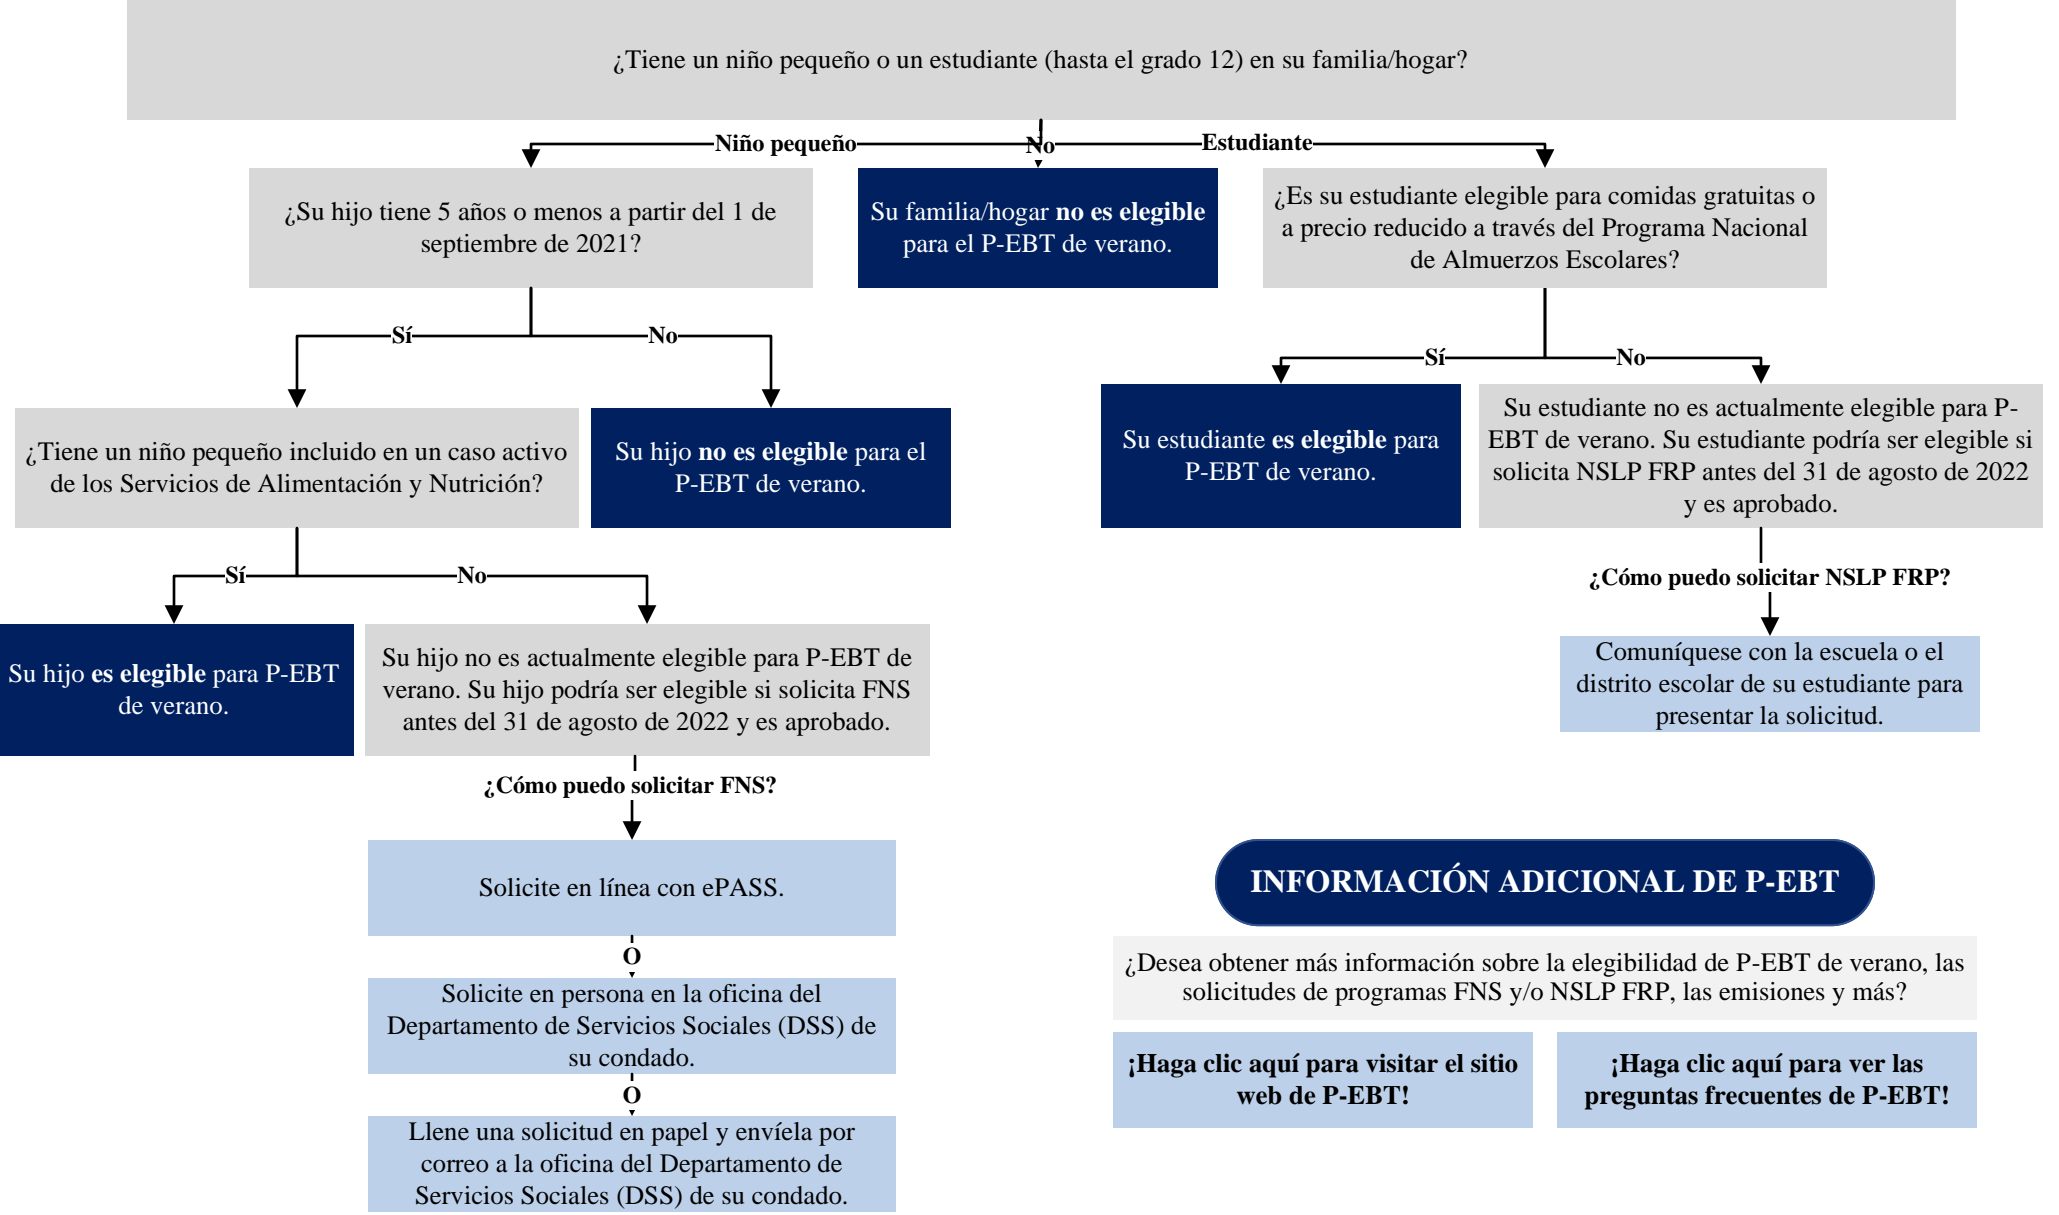 ¿Tiene un niño pequeño o un estudiante (hasta el grado 12) en su familia/hogar?
Niño pequeño
No
Estudiante
¿Su hijo tiene 5 años o menos a partir del 1 de
septiembre de 2021?
Su familia/hogar no es elegible
para el P-EBT de verano.
¿Es su estudiante elegible para comidas gratuitas o
a precio reducido a través del Programa Nacional
de Almuerzos Escolares?
Sí
No
Sí
No
¿Tiene un niño pequeño incluido en un caso activo
de los Servicios de Alimentación y Nutrición?
Su hijo no es elegible para el
P-EBT de verano.
Su estudiante es elegible para
P-EBT de verano.
Su estudiante no es actualmente elegible para P-
EBT de verano. Su estudiante podría ser elegible si
solicita NSLP FRP antes del 31 de agosto de 2022
y es aprobado.
Sí
No
¿Cómo puedo solicitar NSLP FRP?
Su hijo es elegible para P-EBT
de verano.
Su hijo no es actualmente elegible para P-EBT de
verano. Su hijo podría ser elegible si solicita FNS
antes del 31 de agosto de 2022 y es aprobado.
Comuníquese con la escuela o el
distrito escolar de su estudiante para
presentar la solicitud.
¿Cómo puedo solicitar FNS?
Solicite en línea con ePASS.
O
Solicite en persona en la oficina del
Departamento de Servicios Sociales (DSS) de
su condado.
O
Llene una solicitud en papel y envíela por
correo a la oficina del Departamento de
Servicios Sociales (DSS) de su condado.
INFORMACIÓN ADICIONAL DE P-EBT
¿Desea obtener más información sobre la elegibilidad de P-EBT de verano, las
solicitudes de programas FNS y/o NSLP FRP, las emisiones y más?
¡Haga clic aquí para visitar el sitio
web de P-EBT!
¡Haga clic aquí para ver las
preguntas frecuentes de P-EBT!